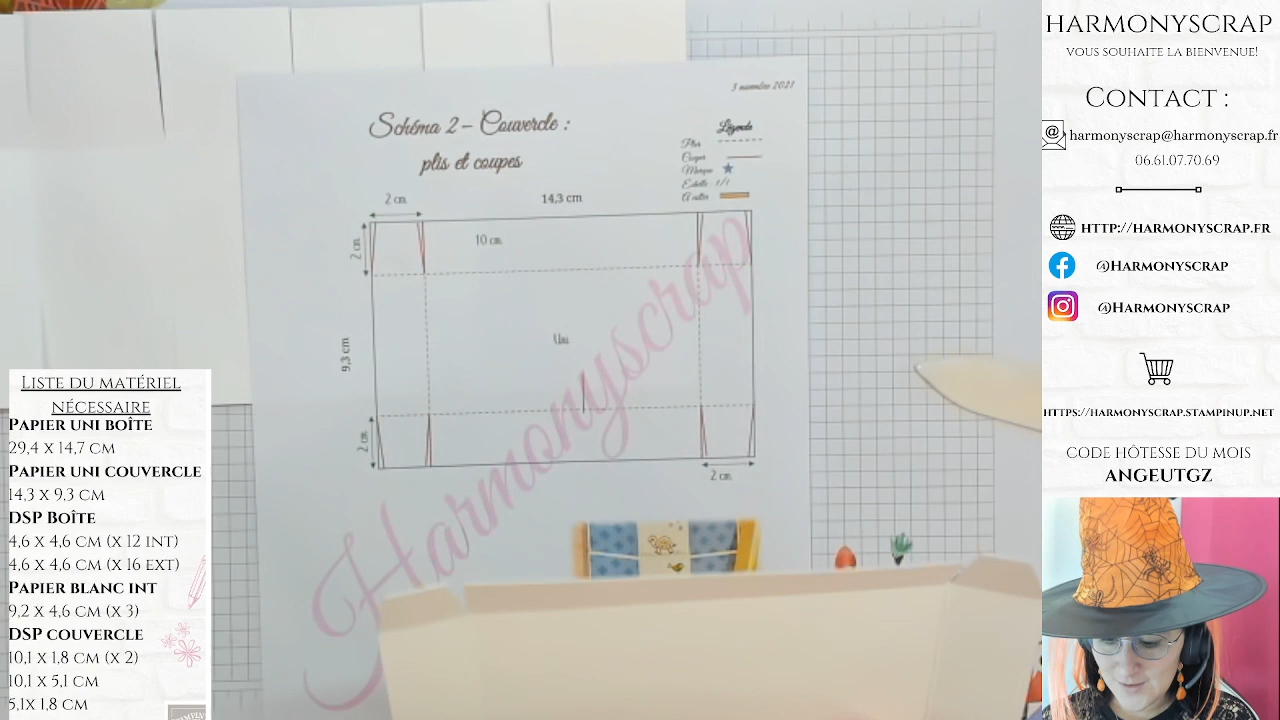 3 novembre 2021
Schéma 2 – Couvercle :
plis et coupes
Légende
Plier
Couper
Marque
Echelle 1/1
A coller
2 cm
14,3 cm
2 cm
10 cm
Uni
9,3 cm
2 cm
2 cm
Harmonyscrap
Liste du matériel
nécessaire
Papier uni boîte
29,4 x 14,7 cm
Papier uni couvercle
14,3 x 9,3 cm
DSP Boîte
4,6 x 4,6 cm (x 12 int)
4,6 x 4,6 cm (x 16 ext)
Papier blanc int
9,2 x 4,6 cm (x 3)
DSP couvercle
10,1 x 1,8 cm (x 2)
10,1 x 5,1 cm
5,1x 1,8 cm
HARMONYSCRAP
VOUS SOUHAITE LA BIENVENUE!
CONTACT :
harmonyscrap@harmonyscrap.fr
06.61.77.70.69
HTTP://HARMONYSCRAP.FR
@HARMONYSCRAP
@HARMONYSCRAP
HTTPS://HARMONYSCRAP.STAMPINUP.NET
CODE HÔTESSE DU MOIS
ANGEUTGZ